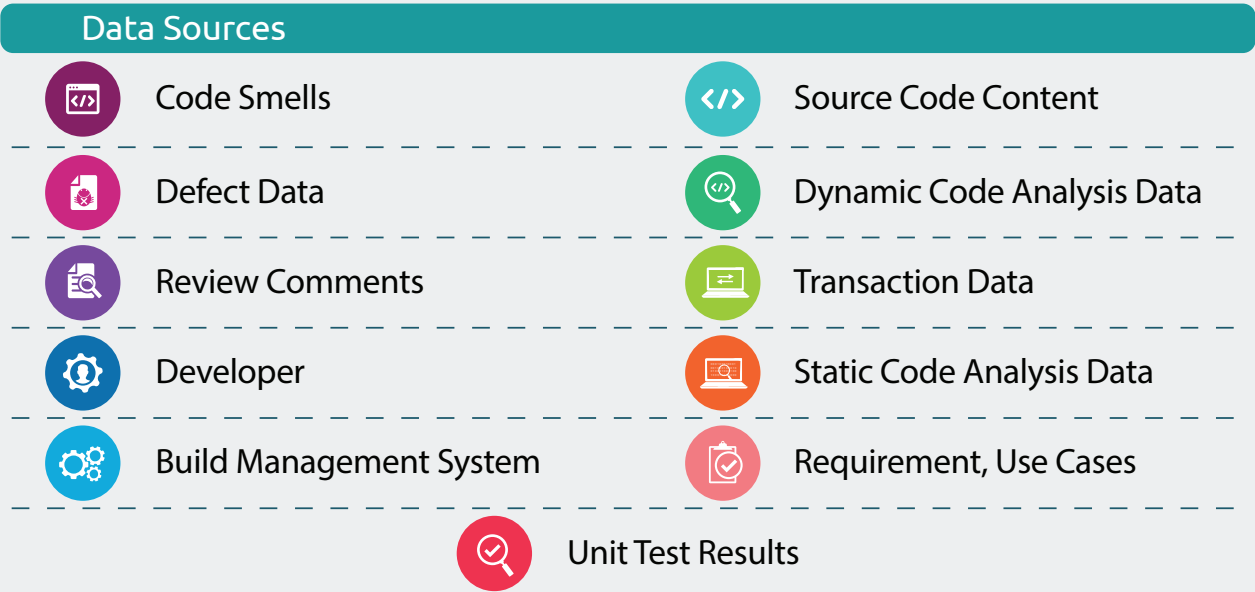 Data Sources
Code Smells
Source Code Content
Defect Data
Dynamic Code Analysis Data
Review Comments
Transaction Data
Developer
Static Code Analysis Data
Build Management System
Requirement, Use Cases
Unit Test Results